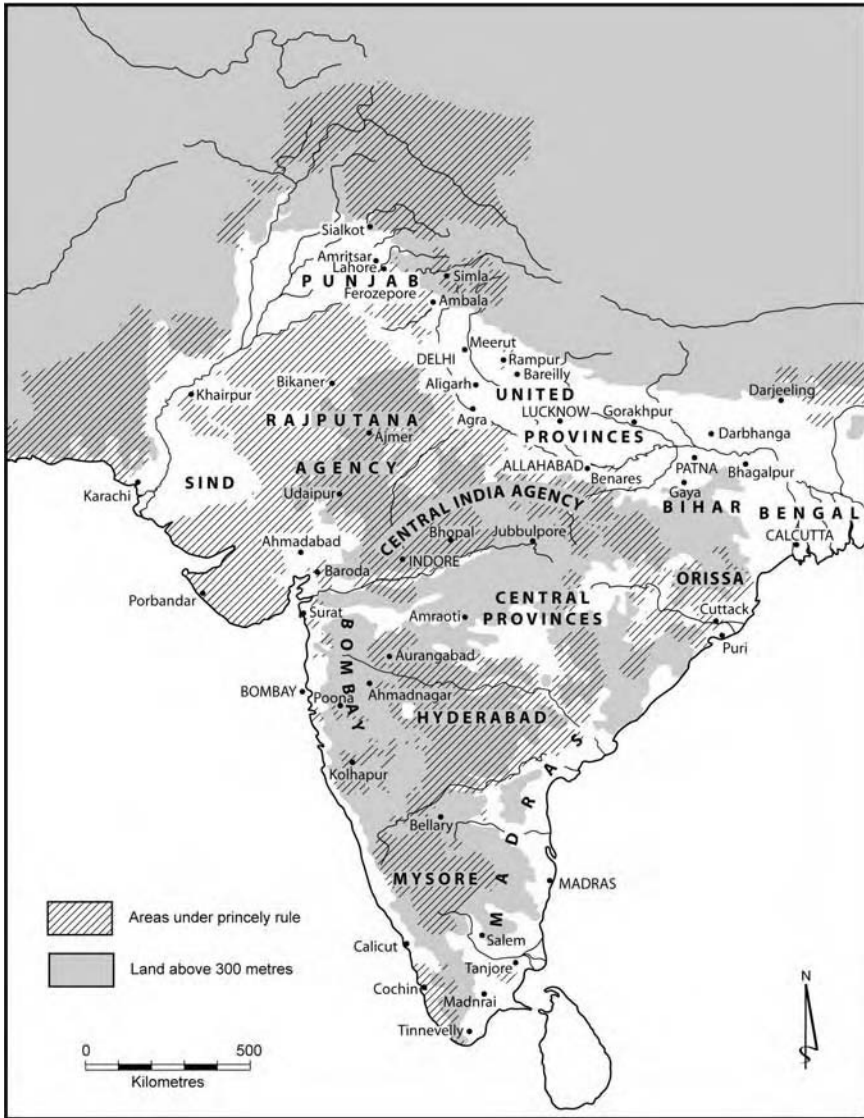 Sialkot
Amritsar
Lahore
PUNJAB
Simla
Ferozepore
Ambala
Meerut
DELHI
Rampur
Bareilly
Bikaner
Aligarh
UNITED
Khairpur
Darjeeling
RAJPUTANA
Agra
LUCKNOW
Gorakhpur
Ajmer
PROVINCES
Darbhanga
AGENCY
ALLAHABAD
PATNA
Bhagalpur
SIND
Benares
Karachi
Udaipur
Gaya
CENTRAL INDIA AGENCY
BIHAR
BENGAL
Bhopal
Jubbulpore
CALCUTTA
Ahmadabad
INDORE
Baroda
ORISSA
Porbandar
CENTRAL
PROVINCES
Surat
Amraoti
Cuttack
Puri
BOMBAY
Aurangabad
BOMBAY
Poona
Ahmadnagar
HYDERABAD
Kolhapur
MADRAS
Bellary
MYSORE
MADRAS
Areas under princely rule
Salem
Calicut
Land above 300 metres
Tanjore
Cochin
Madnrai
N
Tinnevelly
0 500
Kilometres